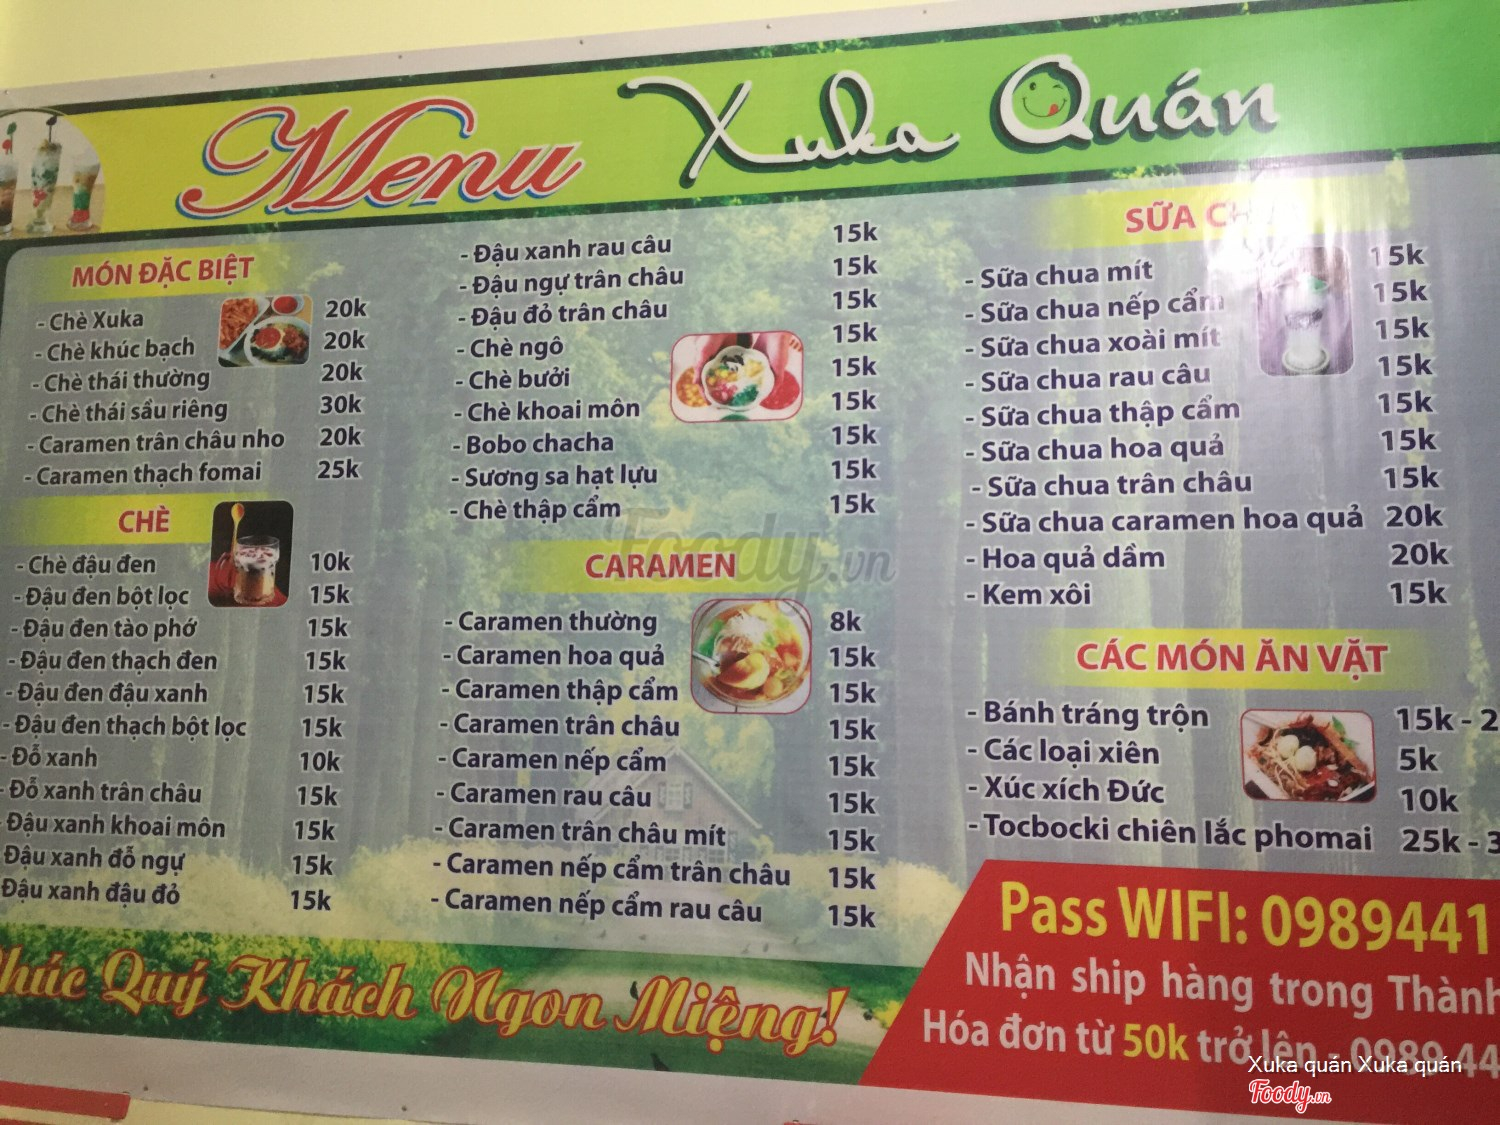 Menu Xuka Quán
MÓN ĐẶC BIỆT
- Chè Xuka 20k
- Chè khúc bạch 20k
- Chè thái thường 20k
- Chè thái sầu riêng 30k
- Caramen trân châu nho 20k
- Caramen thạch fomai 25k
CHÈ
- Chè đậu đen 10k
- Đậu đen bột lọc 15k
- Đậu đen tào phớ 15k
- Đậu đen thạch đen 15k
- Đậu đen đậu xanh 15k
- Đậu đen thạch bột lọc 15k
- Đỗ xanh 10k
- Đỗ xanh trân châu 15k
- Đậu xanh khoai môn 15k
Đậu xanh đỗ ngự 15k
Đậu xanh đậu đỏ 15k
- Đậu xanh rau câu 15k
- Đậu ngự trân châu 15k
- Đậu đỏ trân châu 15k
- Chè ngô 15k
- Chè bưởi 15k
- Chè khoai môn 15k
- Bobo chacha 15k
- Sương sa hạt lựu 15k
- Chè thập cẩm 15k
CARAMEN
- Caramen thường 8k
- Caramen hoa quả 15k
- Caramen thập cẩm 15k
- Caramen trân châu 15k
- Caramen nếp cẩm 15k
- Caramen rau câu 15k
- Caramen trân châu mít 15k
- Caramen nếp cẩm trân châu 15k
- Caramen nếp cẩm rau câu 15k
SỮA
- Sữa chua mít 15k
- Sữa chua nếp cẩm 15k
- Sữa chua xoài mít 15k
- Sữa chua rau câu 15k
- Sữa chua thập cẩm 15k
- Sữa chua hoa quả 15k
- Sữa chua trân châu 15k
- Sữa chua caramen hoa quả 20k
- Hoa quả dầm 20k
- Kem xôi 15k
CÁC MÓN ĂN VẶT
- Bánh tráng trộn 15k - 2
- Các loại xiên 5k
- Xúc xích Đức 10k
- Tocbocki chiên lắc phomai 25k - 3
Pass WIFI: 0989441
Nhận ship hàng trong Thành
Hóa đơn từ 50k trở lên - 0989 44
Chúc Quý Khách Ngon Miệng!
Foody.vn
Xuka quán Xuka quán
Foody.vn